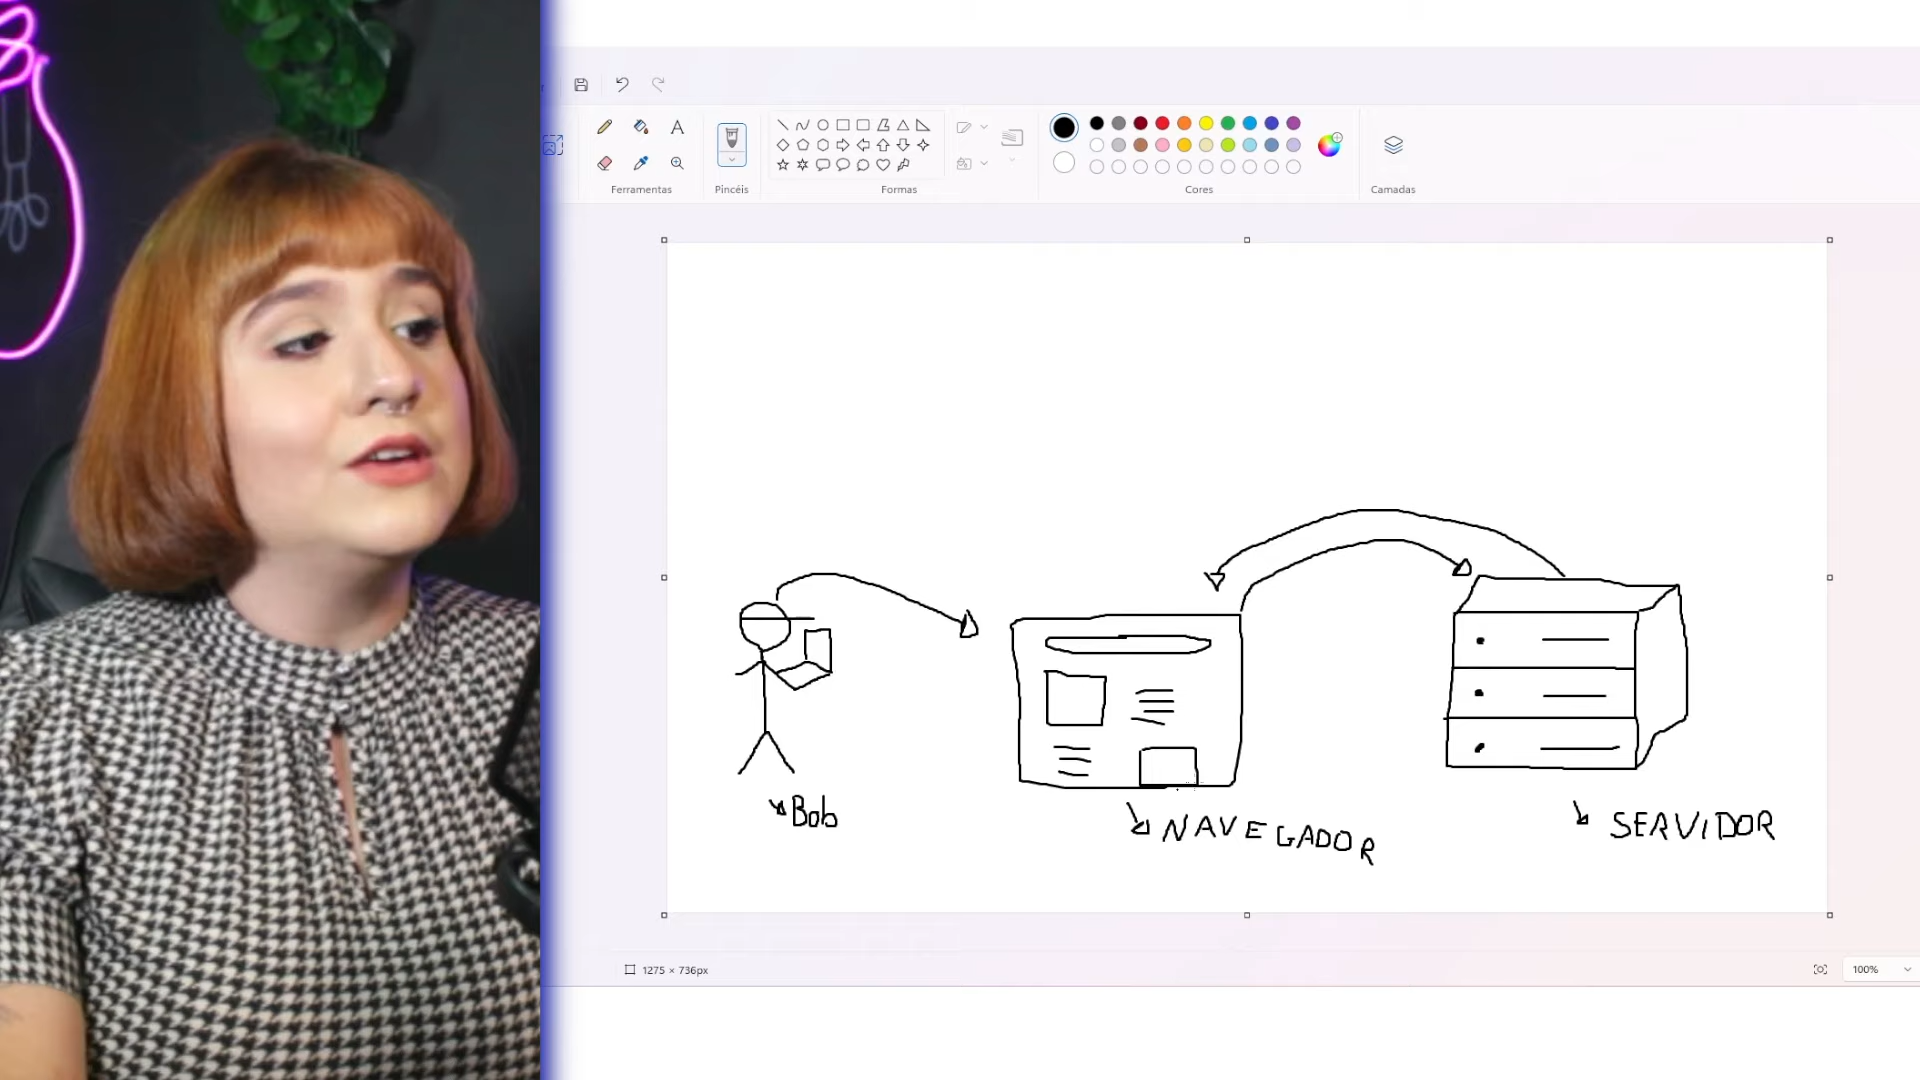 Ferramentas
Pincéis
Formas
Cores
Camadas
Bob
NAVEGADOR
SERVIDOR
1275 × 736px
100%